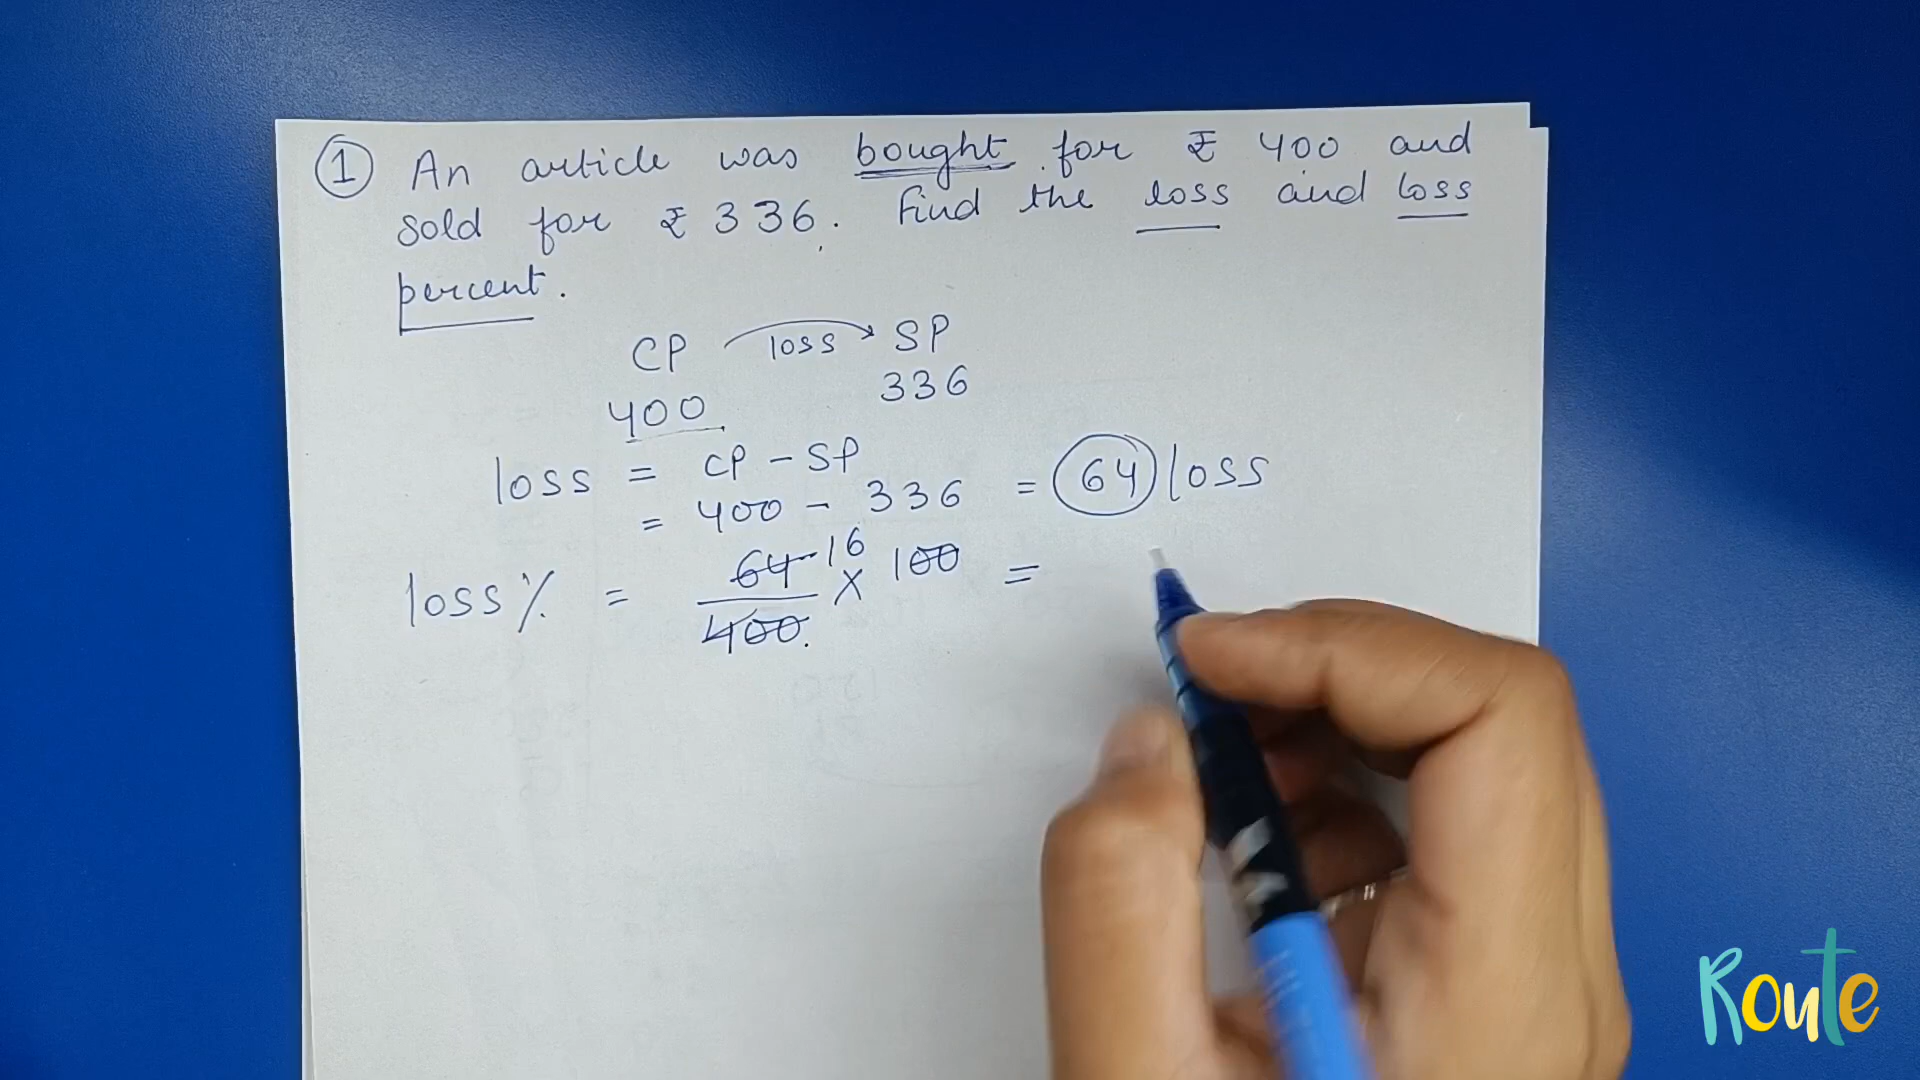 ① An article was bought for ₹ 400 and
sold for ₹ 336. Find the loss and loss
percent.
CP loss SP
400 336
loss = CP - SP
= 400 - 336 = 64 loss
loss% = 64/400 16 × 100 =
Route